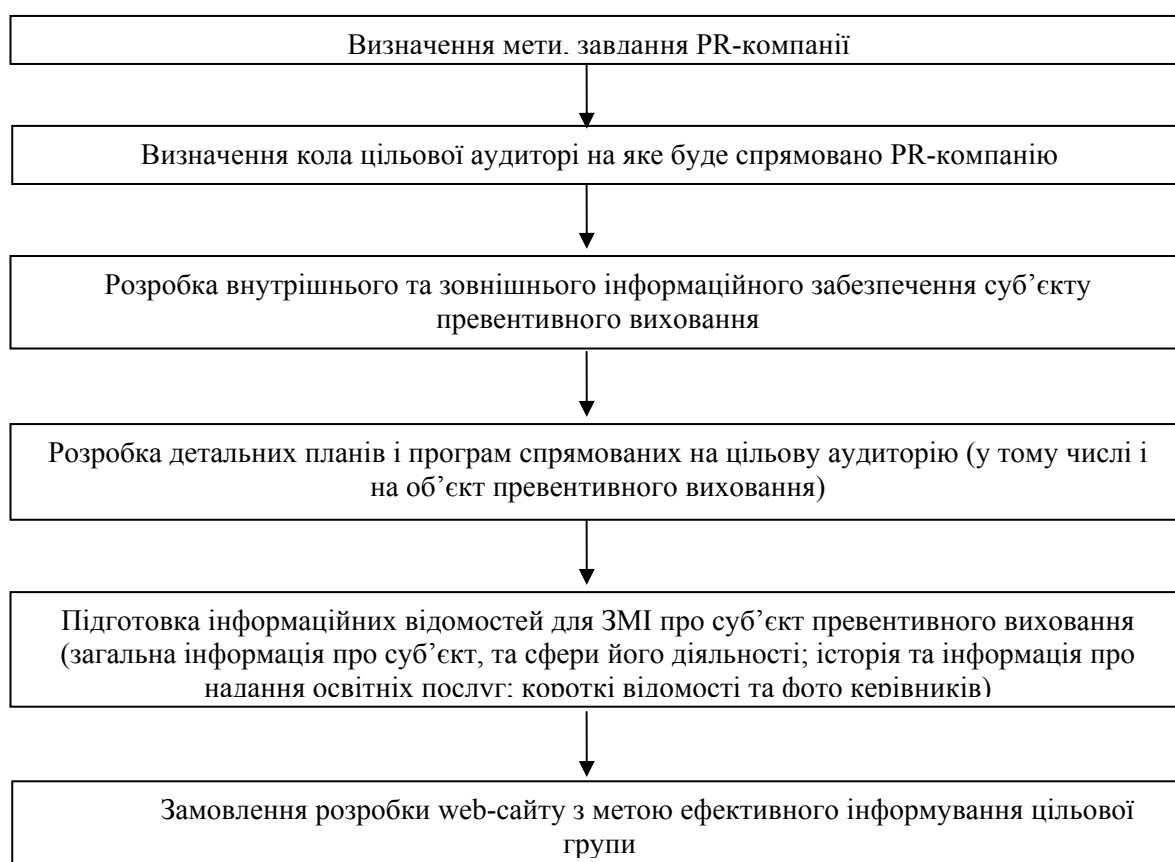 Визначення мети, завдання PR-компанії
Визначення кола цільової аудиторі на яке буде спрямовано PR-компанію
Розробка внутрішнього та зовнішнього інформаційного забезпечення суб’єкту
превентивного виховання
Розробка детальних планів і програм спрямованих на цільову аудиторію (у тому числі і
на об’єкт превентивного виховання)
Підготовка інформаційних відомостей для ЗМІ про суб’єкт превентивного виховання
(загальна інформація про суб’єкт, та сфери його діяльності; історія та інформація про
надання освітніх послуг; короткі відомості та фото керівників)
Замовлення розробки web-сайту з метою ефективного інформування цільової
групи